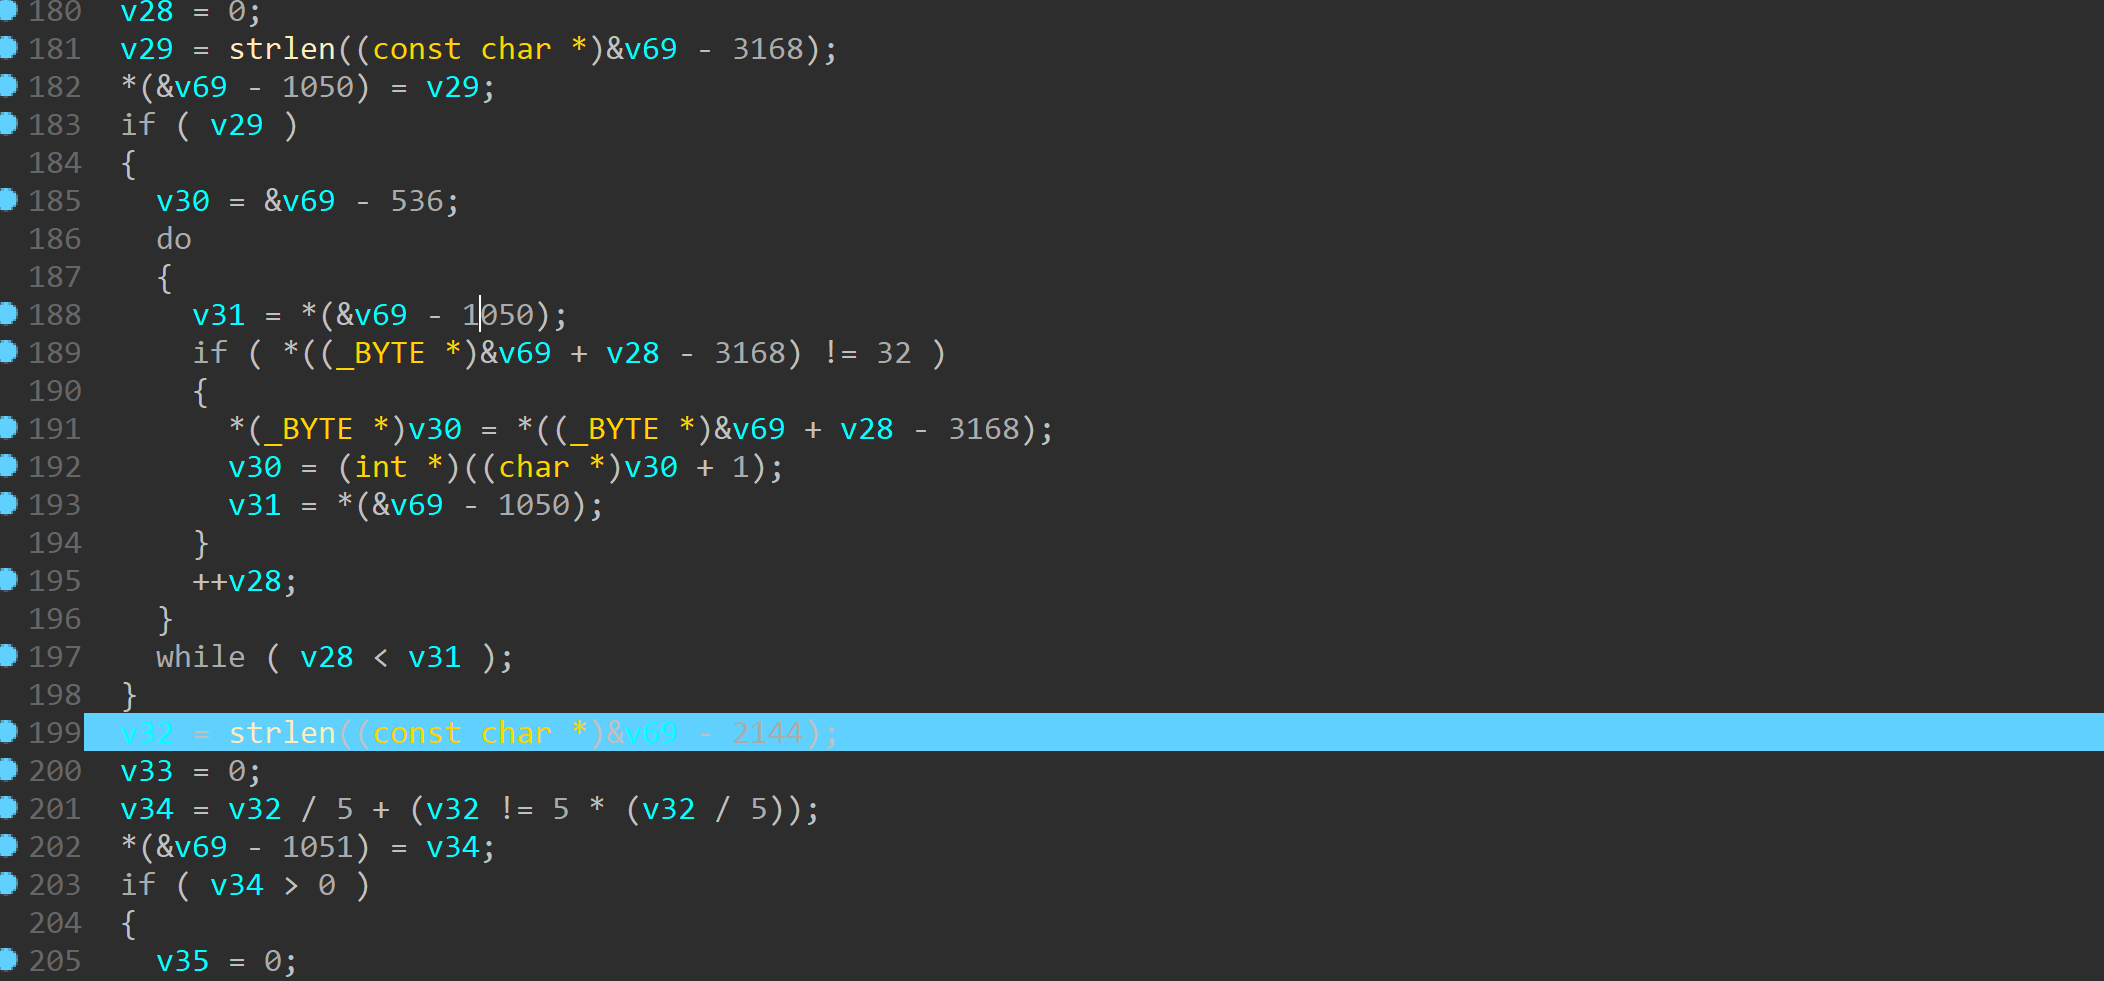 180 v28 = 0;
181 v29 = strlen((const char *)&v69 - 3168);
182 *(&v69 - 1050) = v29;
183 if ( v29 )
184 {
185 v30 = &v69 - 536;
186 do
187 {
188 v31 = *(&v69 - 1050);
189 if ( *((_BYTE *)&v69 + v28 - 3168) != 32 )
190 {
191 *(_BYTE *)v30 = *((_BYTE *)&v69 + v28 - 3168);
192 v30 = (int *)((char *)v30 + 1);
193 v31 = *(&v69 - 1050);
194 }
195 ++v28;
196 }
197 while ( v28 < v31 );
198 }
199 v32 = strlen((const char *)&v69 - 2144);
200 v33 = 0;
201 v34 = v32 / 5 + (v32 != 5 * (v32 / 5));
202 *(&v69 - 1051) = v34;
203 if ( v34 > 0 )
204 {
205 v35 = 0;